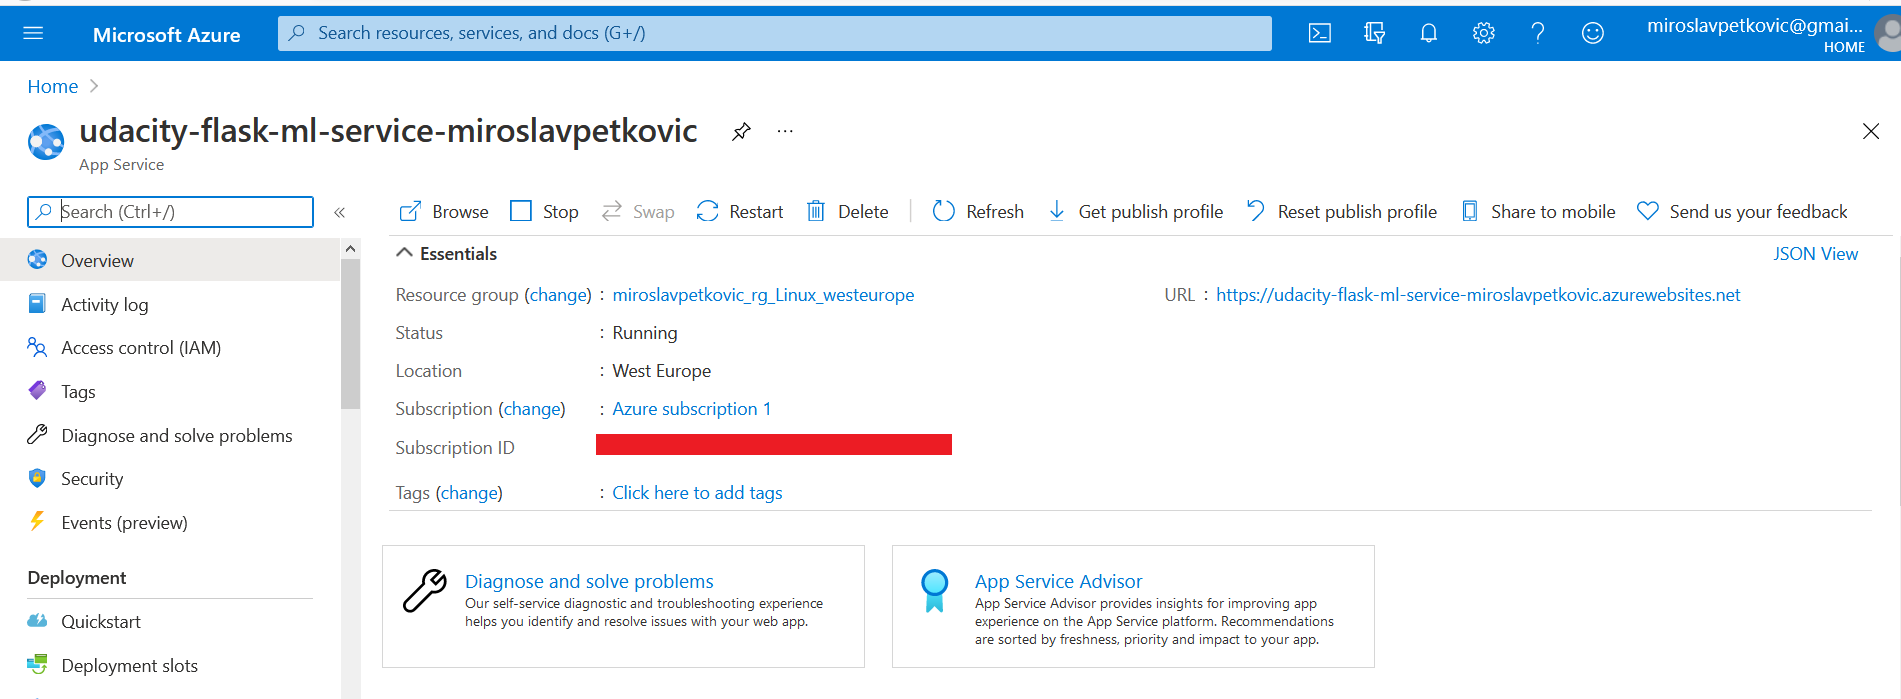 Microsoft Azure
Search resources, services, and docs (G+/)
miroslavpetkovic@gmai...
HOME
Home
udacity-flask-ml-service-miroslavpetkovic
...
App Service
Search (Ctrl+/)
«
Browse Stop Swap Restart Delete Refresh Get publish profile Reset publish profile Share to mobile Send us your feedback
Overview
Activity log
Access control (IAM)
Tags
Diagnose and solve problems
Security
Events (preview)
Deployment
Quickstart
Deployment slots
Essentials
JSON View
Resource group (change) : miroslavpetkovic_rg_Linux_westeurope
URL : https://udacity-flask-ml-service-miroslavpetkovic.azurewebsites.net
Status : Running
Location : West Europe
Subscription (change) : Azure subscription 1
Subscription ID
Tags (change) : Click here to add tags
Diagnose and solve problems
Our self-service diagnostic and troubleshooting experience
helps you identify and resolve issues with your web app.
App Service Advisor
App Service Advisor provides insights for improving app
experience on the App Service platform. Recommendations
are sorted by freshness, priority and impact to your app.